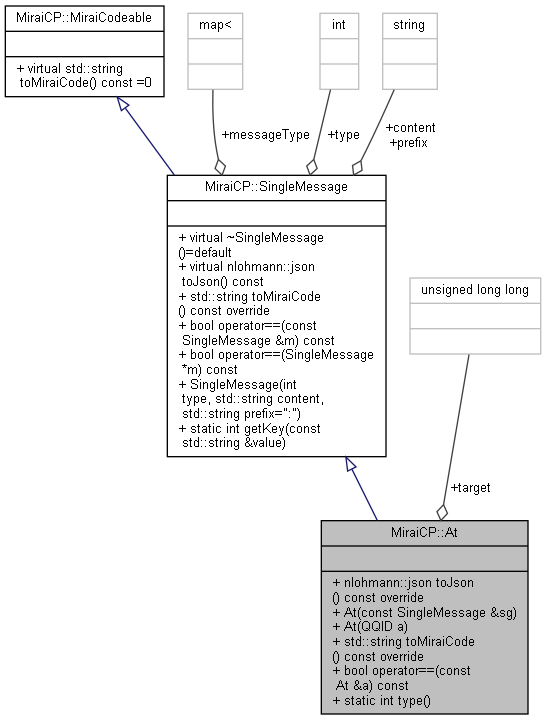 MiraiCP::MiraiCodeable
+ virtual std::string
toMiraiCode() const =0
map<
int
string
+messageType
+type
+content
+prefix
MiraiCP::SingleMessage
+ virtual ~SingleMessage
()=default
+ virtual nlohmann::json
toJson() const
+ std::string toMiraiCode
() const override
+ bool operator==(const
SingleMessage &m) const
+ bool operator==(SingleMessage
*m) const
+ SingleMessage(int
type, std::string content,
std::string prefix=":")
+ static int getKey(const
std::string &value)
unsigned long long
+target
MiraiCP::At
+ nlohmann::json toJson
() const override
+ At(const SingleMessage &sg)
+ At(QQID a)
+ std::string toMiraiCode
() const override
+ bool operator==(const
At &a) const
+ static int type()